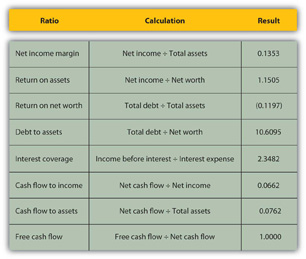 Ratio Calculation Result
Net income margin Net income ÷ Total assets 0.1353
Return on assets Net income ÷ Net worth 1.1505
Return on net worth Total debt ÷ Total assets (0.1197)
Debt to assets Total debt ÷ Net worth 10.6095
Interest coverage Income before interest ÷ Interest expense 2.3482
Cash flow to income Net cash flow ÷ Net income 0.0662
Cash flow to assets Net cash flow ÷ Total assets 0.0762
Free cash flow Free cash flow ÷ Net cash flow 1.0000